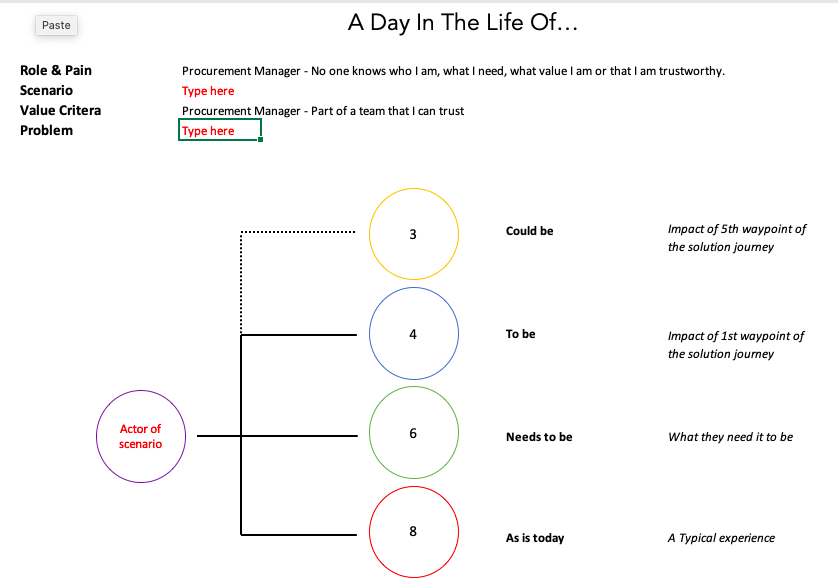 Paste
A Day In The Life Of...
Role & Pain Procurement Manager - No one knows who I am, what I need, what value I am or that I am trustworthy.
Scenario Type here
Value Critera Procurement Manager - Part of a team that I can trust
Problem Type here
3 Could be Impact of 5th waypoint of
the solution journey
4 To be Impact of 1st waypoint of
the solution journey
Actor of
scenario
6 Needs to be What they need it to be
8 As is today A Typical experience